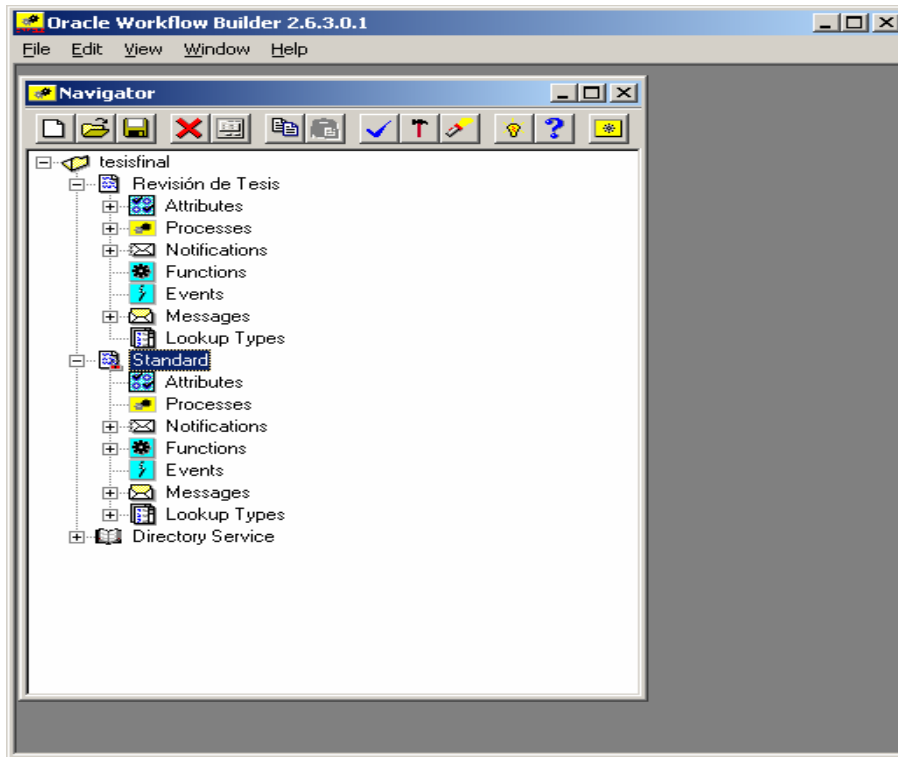 Oracle Workflow Builder 2.6.3.0.1
File Edit View Window Help
Navigator
tesisfinal
Revisión de Tesis
Attributes
Processes
Notifications
Functions
Events
Messages
Lookup Types
Standard
Attributes
Processes
Notifications
Functions
Events
Messages
Lookup Types
Directory Service